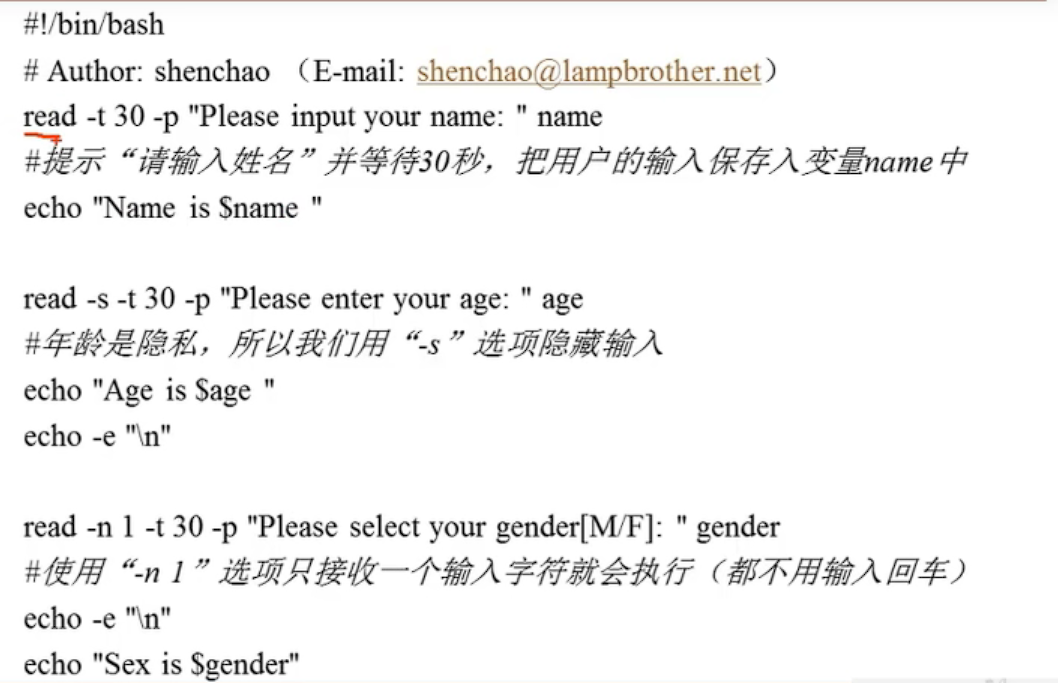 #!/bin/bash
# Author: shenchao （E-mail: shenchao@lampbrother.net）
read -t 30 -p "Please input your name: " name
#提示“请输入姓名”并等待30秒，把用户的输入保存入变量name中
echo "Name is $name "
read -s -t 30 -p "Please enter your age: " age
#年龄是隐私，所以我们用“-s”选项隐藏输入
echo "Age is $age "
echo -e "\n"
read -n 1 -t 30 -p "Please select your gender[M/F]: " gender
#使用“-n 1”选项只接收一个输入字符就会执行（都不用输入回车）
echo -e "\n"
echo "Sex is $gender"